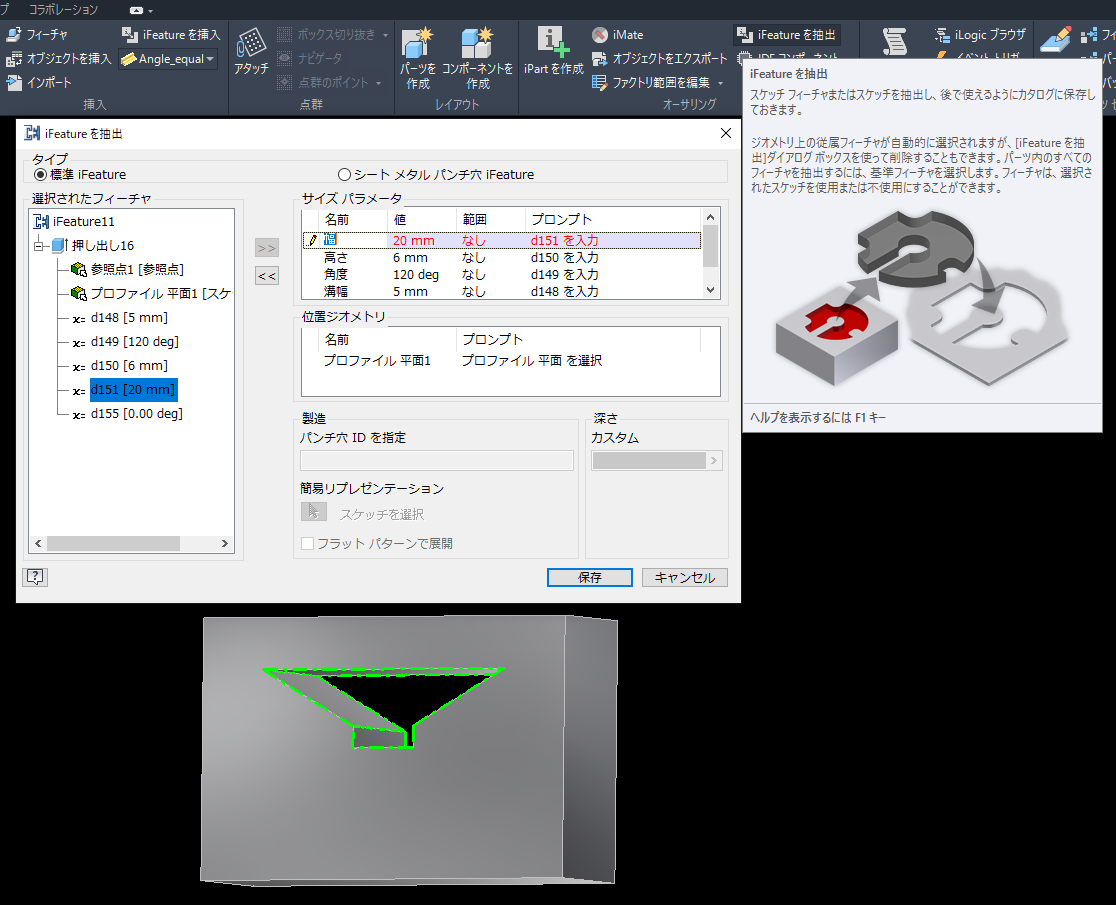 プ コラボレーション
フィーチャ
iFeature を挿入
オブジェクトを挿入
Angle_equal
インポート
挿入
アタッチ
ボックス切り抜き
ナビゲータ
点群のポイント
点群
パーツを
作成
コンポーネントを
作成
レイアウト
iPart を作成
iMate
オブジェクトをエクスポート
ファクトリ範囲を編集
iFeature を抽出
オーサリング
iLogic ブラウザ
iFeature を抽出
スケッチ フィーチャまたはスケッチを抽出し、後で使えるようにカタログに保存し
ておきます。
ジオメトリ上の従属フィーチャが自動的に選択されますが、[iFeature を抽
出]ダイアログ ボックスを使って削除することもできます。パーツ内のすべての
フィーチャを抽出するには、基準フィーチャを選択します。フィーチャは、選択さ
れたスケッチを使用または不使用にすることができます。
ヘルプを表示するには F1 キー
iFeature を抽出
タイプ
標準 iFeature
シート メタル パンチ穴 iFeature
選択されたフィーチャ
iFeature11
押し出し16
参照点1 [参照点]
プロファイル 平面1 [スケ
x= d148 [5 mm]
x= d149 [120 deg]
x= d150 [6 mm]
x= d151 [20 mm]
x= d155 [0.00 deg]
>>
<<
サイズ パラメータ
名前 値 範囲 プロンプト
幅 20 mm なし d151 を入力
高さ 6 mm なし d150 を入力
角度 120 deg なし d149 を入力
溝幅 5 mm なし d148 を入力
位置ジオメトリ
名前 プロンプト
プロファイル 平面1 プロファイル 平面 を選択
製造
パンチ穴 ID を指定
簡易リプレゼンテーション
スケッチを選択
フラット パターンで展開
深さ
カスタム
保存
キャンセル